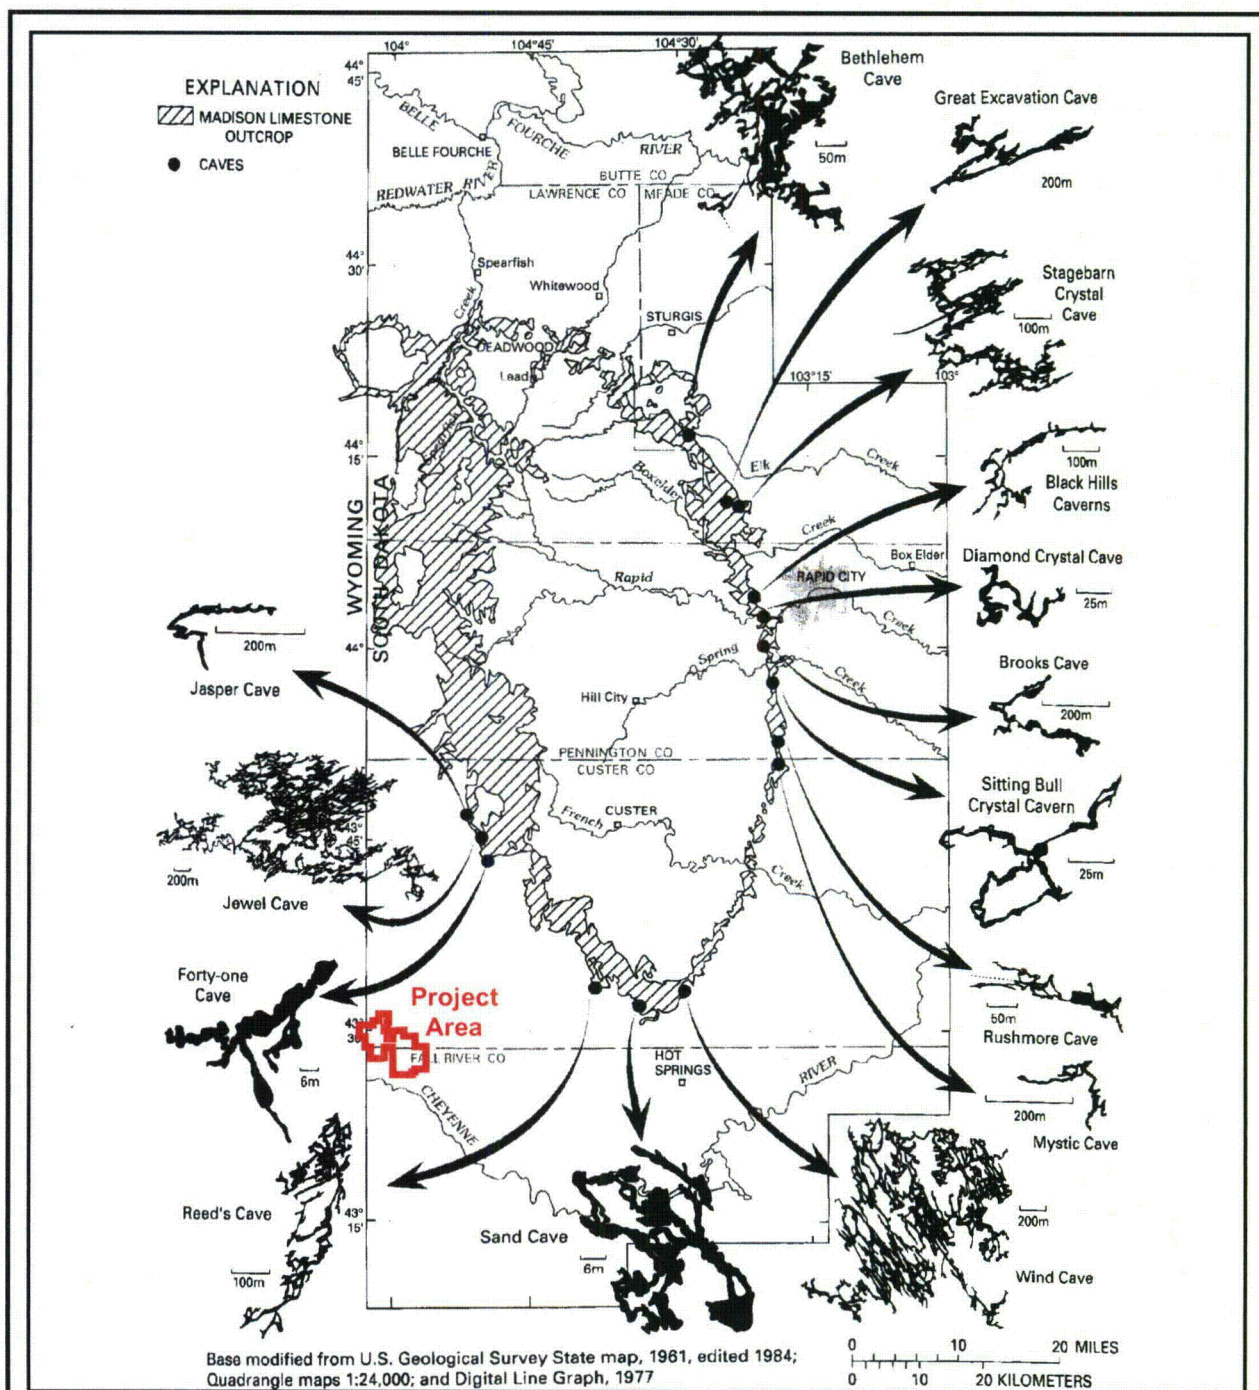 104°
104°45'
104°30'
44°
45'
EXPLANATION
MADISON LIMESTONE
OUTCROP
CAVES
BELLE
FOURCHE
RIVER
BELLE FOURCHE
REDWATER RIVER
BUTTE CO
LAWRENCE CO
MEADE CO
Bethlehem
Cave
50m
Great Excavation Cave
200m
44°
30'
Spearfish
Creek
Whitewood
STURGIS
DEADWOOD
Lead
Spearfish
Stagebarn
Crystal
Cave
100m
103°15'
103°
44°
15'
Elk
Creek
Boxelder
Creek
100m
Black Hills
Caverns
WYOMING
SOUTH DAKOTA
Box Elder
RAPID CITY
Rapid
Creek
Diamond Crystal Cave
25m
44°
Spring
Creek
Hill City
Brooks Cave
200m
200m
Jasper Cave
PENNINGTON CO
CUSTER CO
Sitting Bull
Crystal Cavern
25m
43°
45'
French
CUSTER
Creek
200m
Jewel Cave
Forty-one
Cave
6m
Project
Area
43°
30'
FALL RIVER CO
HOT
SPRINGS
CHEYENNE
RIVER
50m
Rushmore Cave
200m
Mystic Cave
Reed's Cave
100m
43°
15'
Sand Cave
6m
200m
Wind Cave
Base modified from U.S. Geological Survey State map, 1961, edited 1984;
Quadrangle maps 1:24,000; and Digital Line Graph, 1977
0 10 20 MILES
0 10 20 KILOMETERS